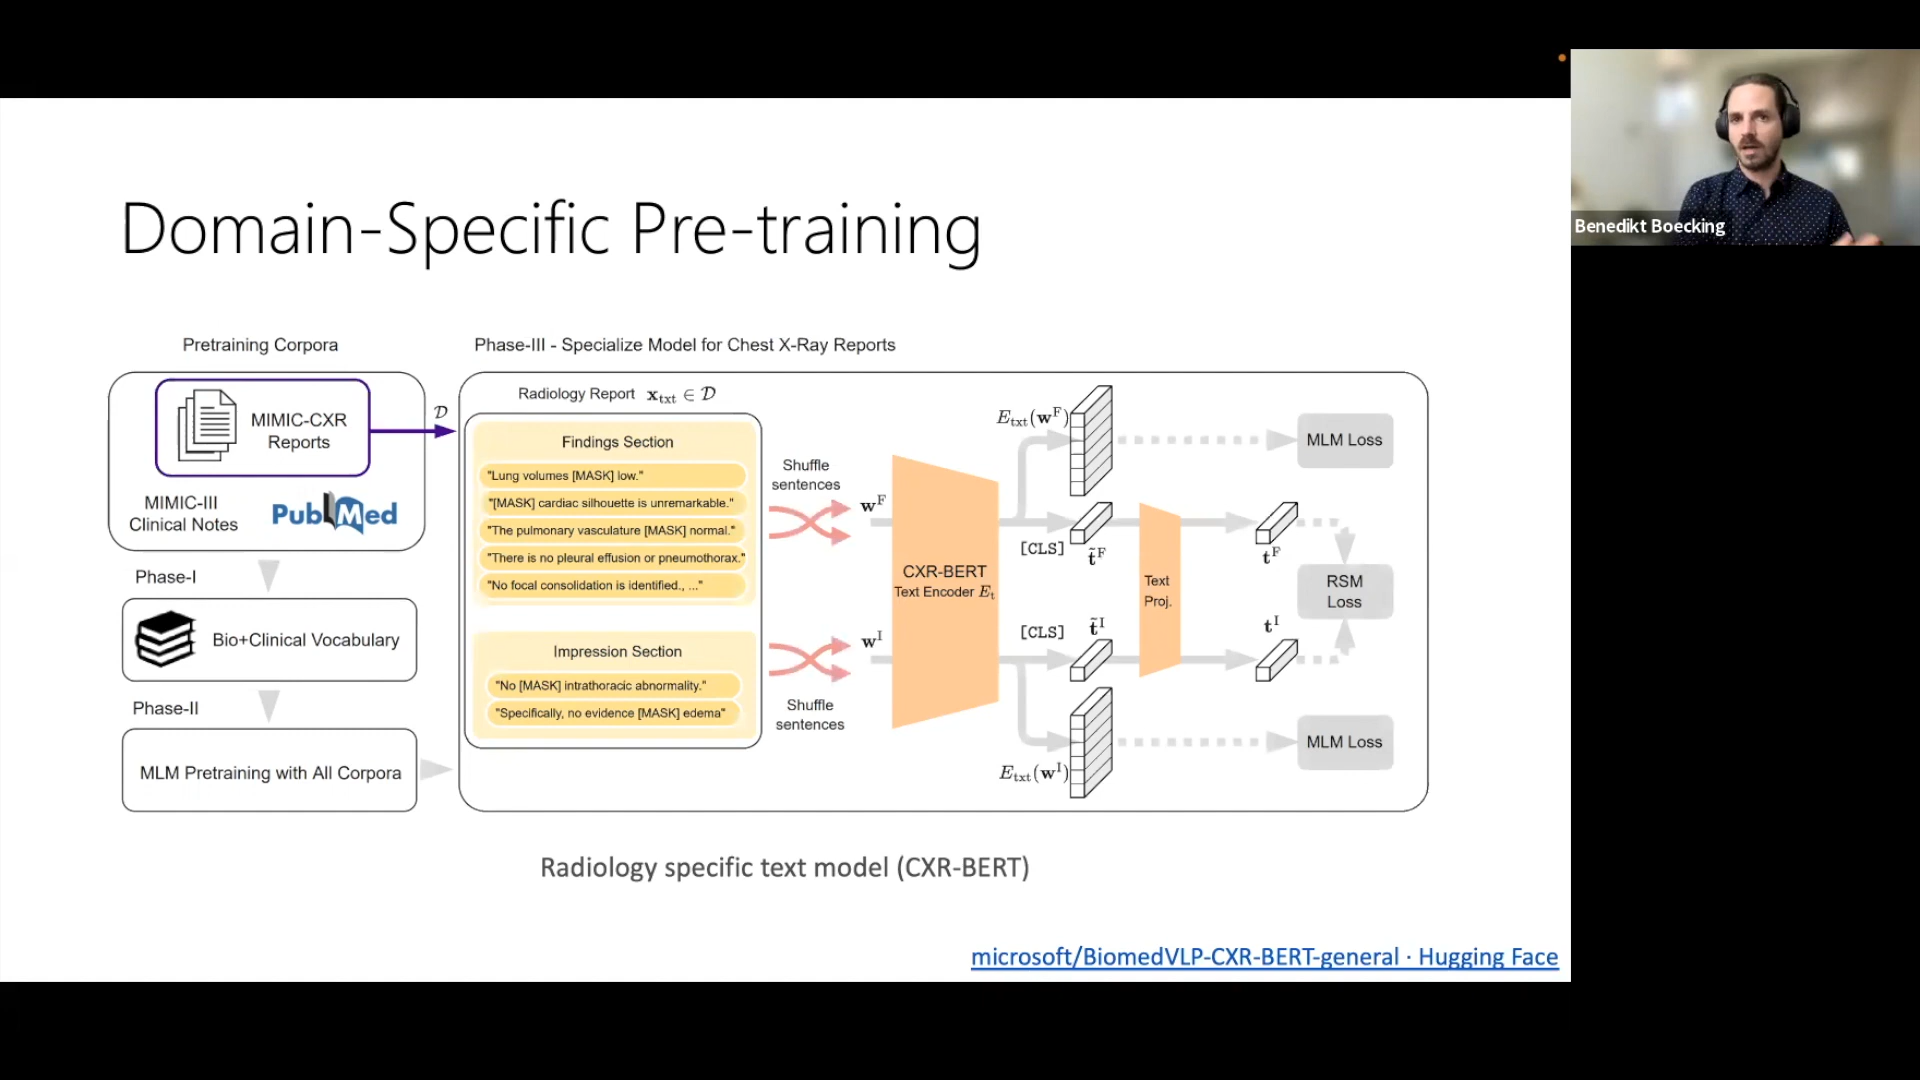 Domain-Specific Pre-training
Benedikt Boecking
Pretraining Corpora
MIMIC-CXR
Reports
MIMIC-III
Clinical Notes
PubMed
𝒟
Phase-I
Bio+Clinical Vocabulary
Phase-II
MLM Pretraining with All Corpora
Phase-III - Specialize Model for Chest X-Ray Reports
Radiology Report x_txt ∈ 𝒟
Findings Section
"Lung volumes [MASK] low."
"[MASK] cardiac silhouette is unremarkable."
"The pulmonary vasculature [MASK] normal."
"There is no pleural effusion or pneumothorax."
"No focal consolidation is identified., ..."
Impression Section
"No [MASK] intrathoracic abnormality."
"Specifically, no evidence [MASK] edema"
Shuffle
sentences
w^F
w^I
Shuffle
sentences
CXR-BERT
Text Encoder E_t
E_txt(w^F)
[CLS]
t̃^F
[CLS]
t̃^I
E_txt(w^I)
Text
Proj.
t^F
t^I
MLM Loss
RSM
Loss
MLM Loss
Radiology specific text model (CXR-BERT)
microsoft/BiomedVLP-CXR-BERT-general · Hugging Face